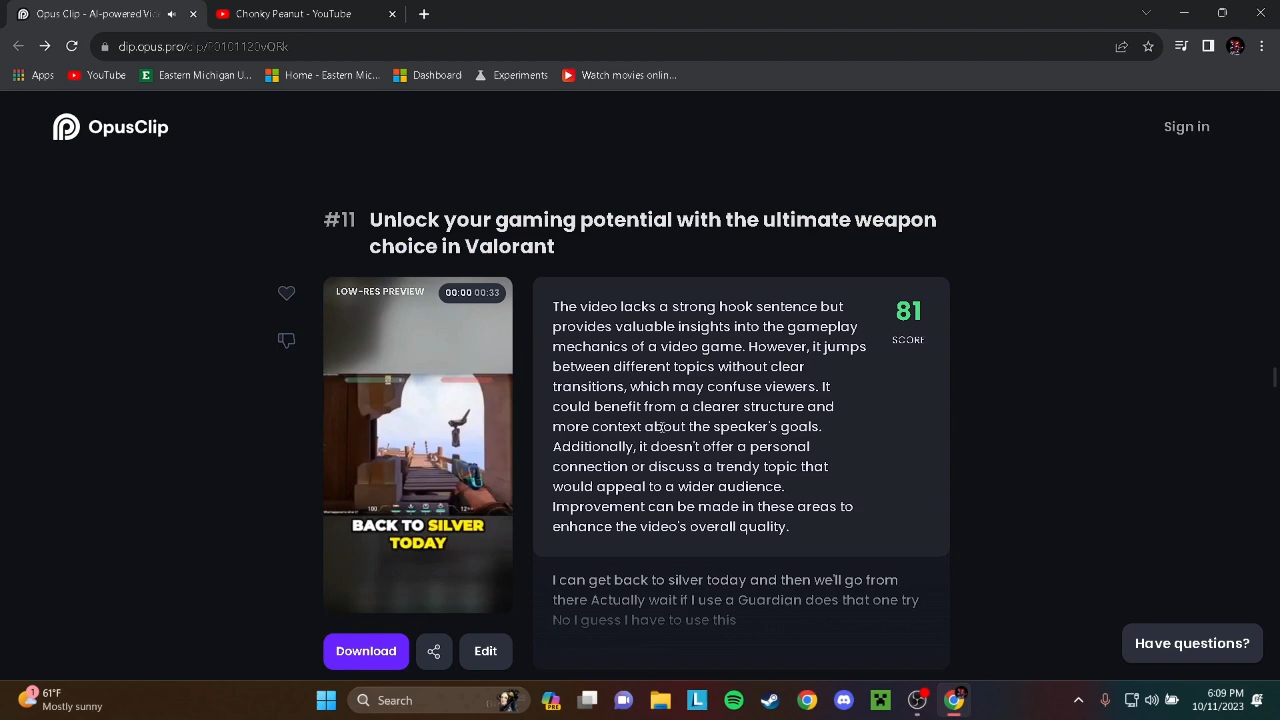 Opus Clip - AI-powered Vid
Chonky Peanut - YouTube
Apps
YouTube
Eastern Michigan U...
Home - Eastern Mic...
Dashboard
Experiments
Watch movies onlin...
OpusClip
Sign in
#11 Unlock your gaming potential with the ultimate weapon
choice in Valorant
LOW-RES PREVIEW
00:00 00:33
BACK TO SILVER
TODAY
The video lacks a strong hook sentence but
provides valuable insights into the gameplay
mechanics of a video game. However, it jumps
between different topics without clear
transitions, which may confuse viewers. It
could benefit from a clearer structure and
more context about the speaker's goals.
Additionally, it doesn't offer a personal
connection or discuss a trendy topic that
would appeal to a wider audience.
Improvement can be made in these areas to
enhance the video's overall quality.
81
SCORE
I can get back to silver today and then we'll go from
there Actually wait if I use a Guardian does that one try
No I guess I have to use this
Download
Edit
Have questions?
1
61°F
Mostly sunny
Search
6:09 PM
10/11/2023